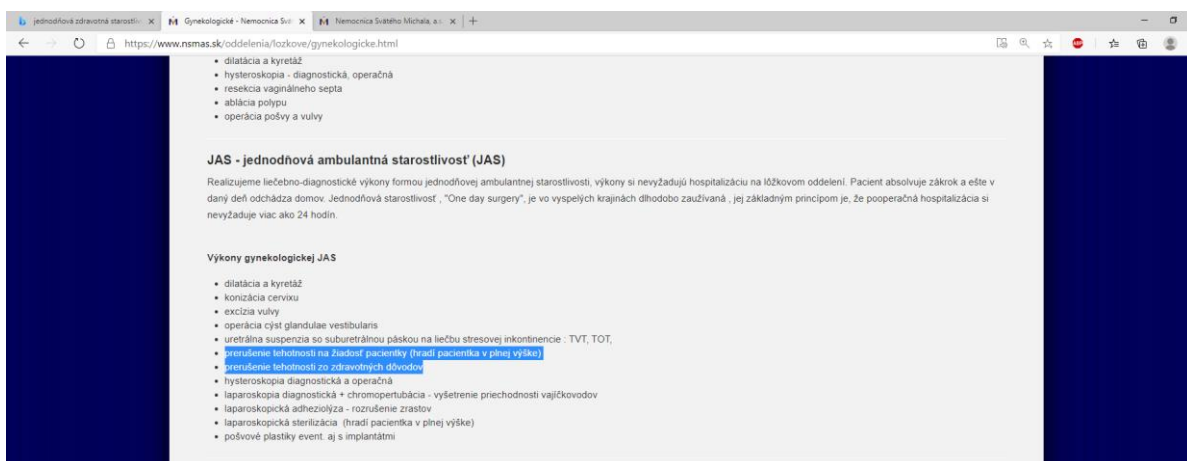 jednodňová zdravotná starostliv
Gynekologické - Nemocnica Svä
Nemocnica Svätého Michala, a.s.
https://www.nsmas.sk/oddelenia/lozkove/gynekologicke.html
• dilatácia a kyretáž
• hysteroskopia - diagnostická, operačná
• resekcia vaginálneho septa
• ablácia polypu
• operácia pošvy a vulvy
JAS - jednodňová ambulantná starostlivosť (JAS)
Realizujeme liečebno-diagnostické výkony formou jednodňovej ambulantnej starostlivosti, výkony si nevyžadujú hospitalizáciu na lôžkovom oddelení. Pacient absolvuje zákrok a ešte v
daný deň odchádza domov. Jednodňová starostlivosť , "One day surgery", je vo vyspelých krajinách dlhodobo zaužívaná , jej základným princípom je, že pooperačná hospitalizácia si
nevyžaduje viac ako 24 hodín.
Výkony gynekologickej JAS
• dilatácia a kyretáž
• konizácia cervixu
• excízia vulvy
• operácia cýst glandulae vestibularis
• uretrálna suspenzia so suburetrálnou páskou na liečbu stresovej inkontinencie : TVT, TOT,
• prerušenie tehotnosti na žiadosť pacientky (hradí pacientka v plnej výške)
• prerušenie tehotnosti zo zdravotných dôvodov
• hysteroskopia diagnostická a operačná
• laparoskopia diagnostická + chromopertubácia - vyšetrenie priechodnosti vajíčkovodov
• laparoskopická adheziolýza - rozrušenie zrastov
• laparoskopická sterilizácia (hradí pacientka v plnej výške)
• pošvové plastiky event. aj s implantátmi